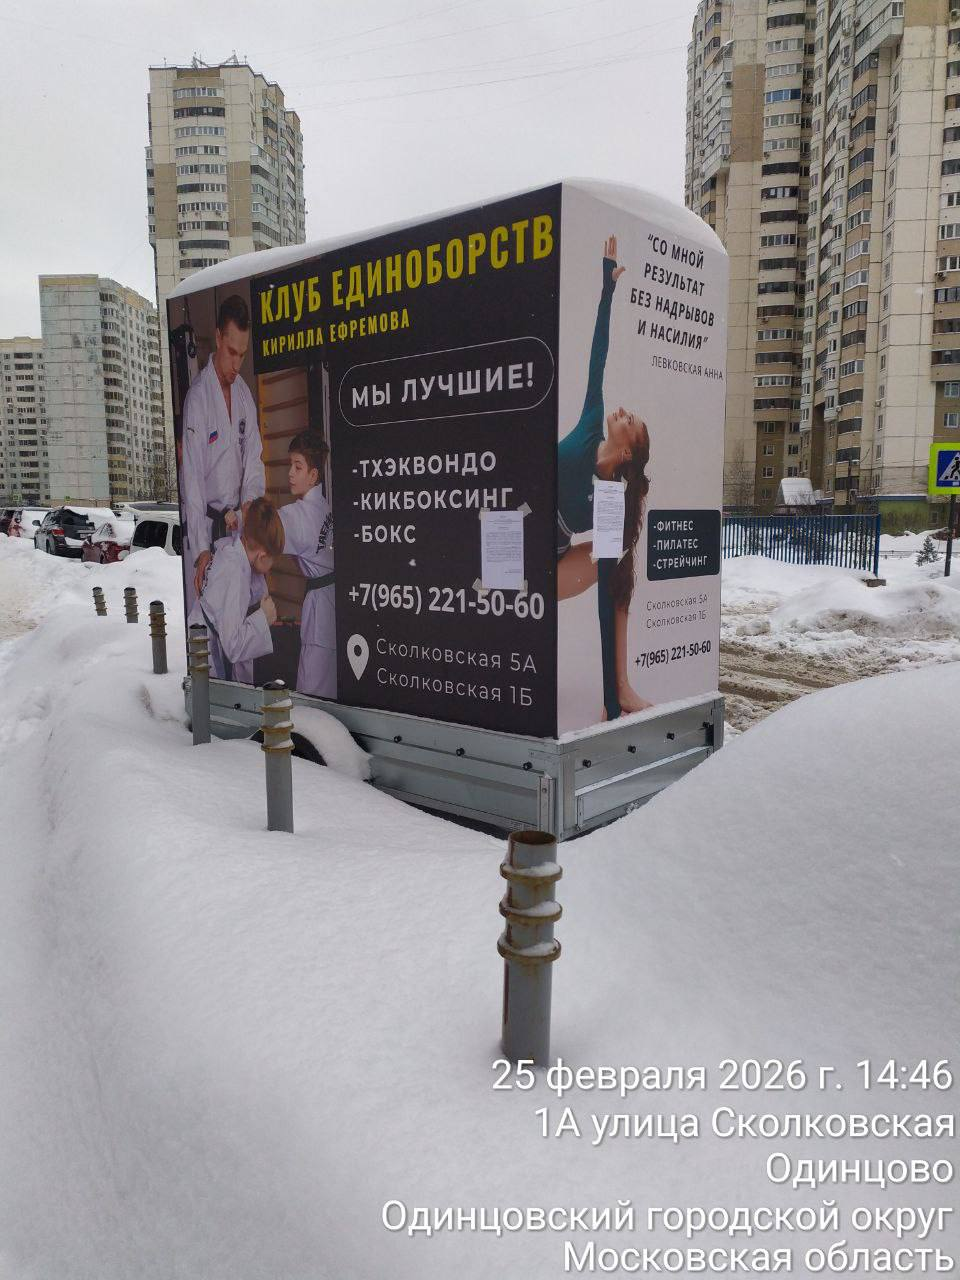 КЛУБ ЕДИНОБОРСТВ
КИРИЛЛА ЕФРЕМОВА
МЫ ЛУЧШИЕ!
-ТХЭКВОНДО
-КИКБОКСИНГ
-БОКС
+7(965) 221-50-60
Сколковская 5А
Сколковская 1Б
"СО МНОЙ
РЕЗУЛЬТАТ
БЕЗ НАДРЫВОВ
И НАСИЛИЯ"
ЛЕВКОВСКАЯ АННА
-ФИТНЕС
-ПИЛАТЕС
-СТРЕЙЧИНГ
Сколковская 5А
Сколковская 1Б
+7(965) 221-50-60
25 февраля 2026 г. 14:46
1А улица Сколковская
Одинцово
Одинцовский городской округ
Московская область